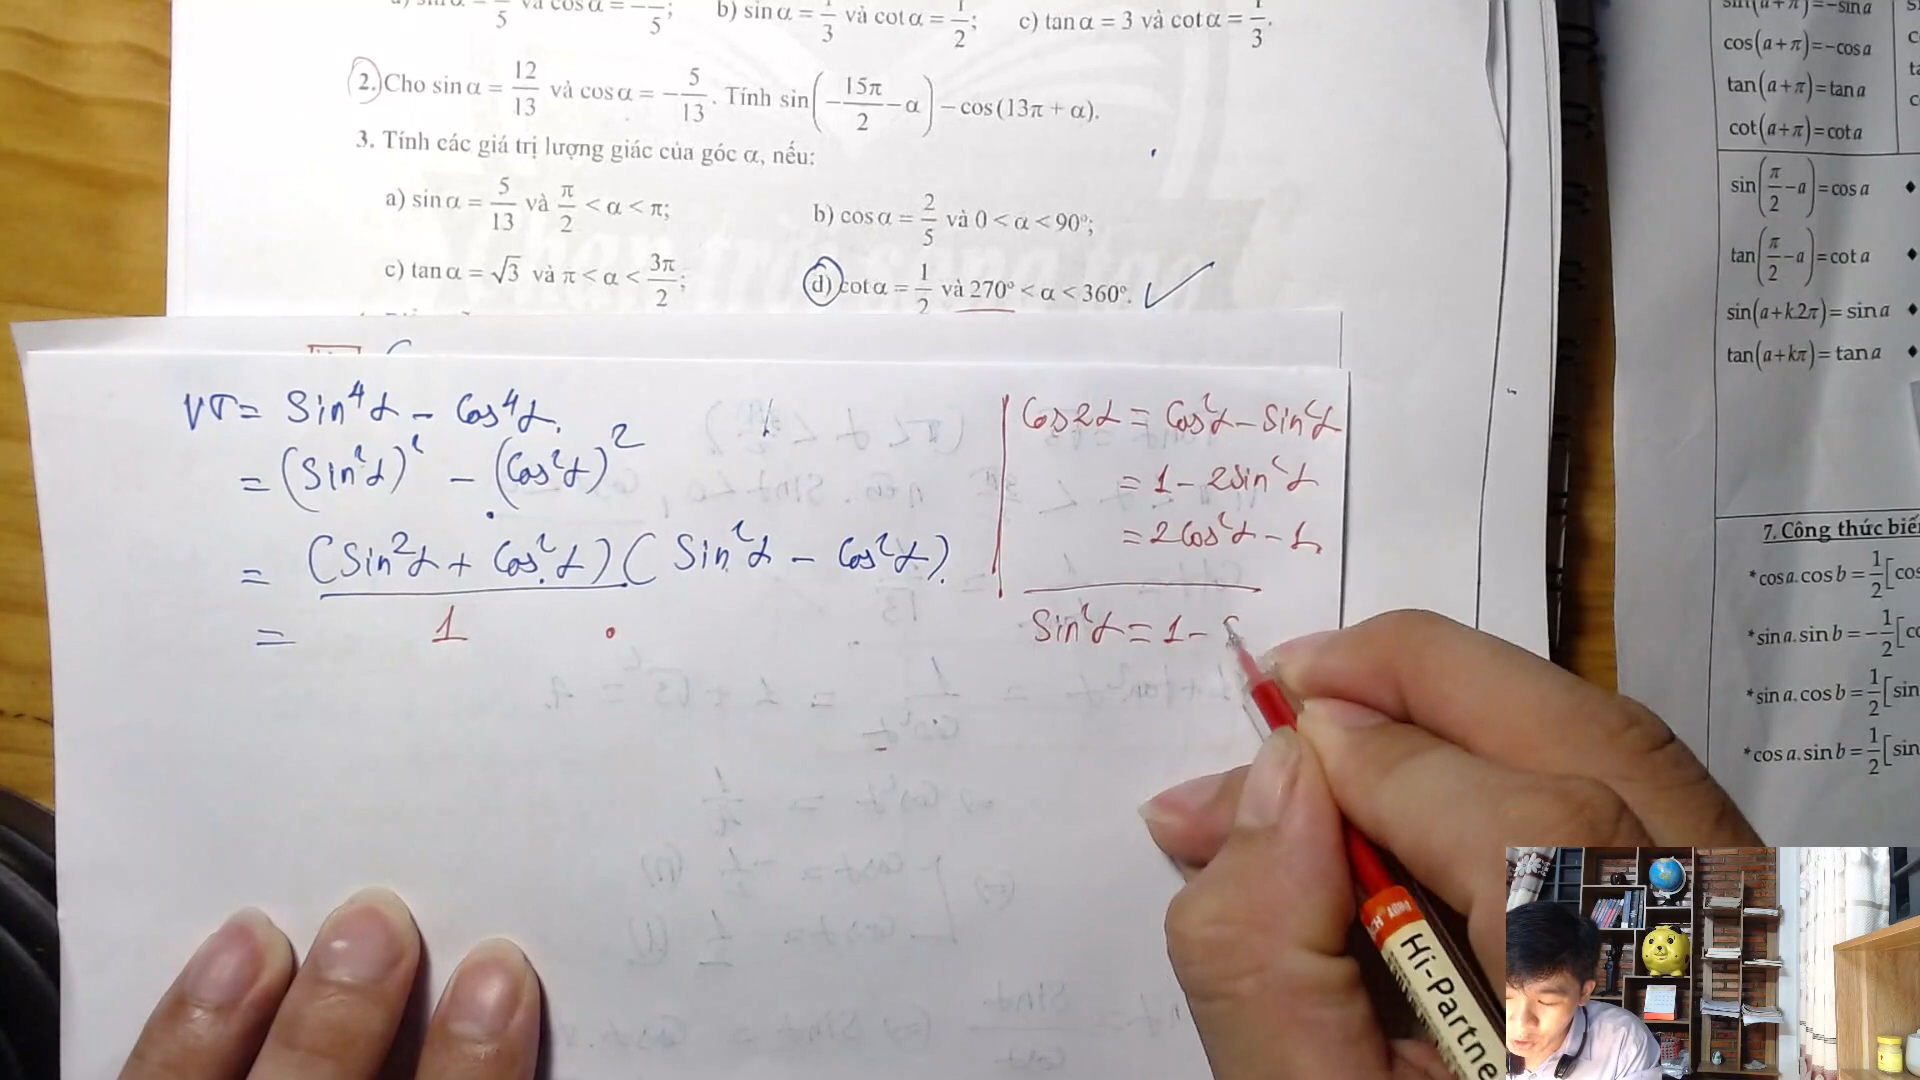 b) sin α = 1/3 và cot α = 1/2; c) tan α = 3 và cot α = 1/3.
2. Cho sin α = 12/13 và cos α = −5/13. Tính sin(−15π/2 − α) − cos(13π + α).
3. Tính các giá trị lượng giác của góc α, nếu:
a) sin α = 5/13 và π/2 < α < π; b) cos α = 2/5 và 0 < α < 90°;
c) tan α = √3 và π < α < 3π/2; d) cot α = 1/2 và 270° < α < 360°.
VT = Sin⁴α − Cos⁴α.
= (Sin²α)² − (Cos²α)²
= (Sin²α + Cos²α)(Sin²α − Cos²α).
= 1
Cos2α = Cos²α − Sin²α
= 1 − 2Sin²α
= 2Cos²α − 1
Sin²α = 1 −
sin(a+π) = −sin a
cos(a+π) = −cos a
tan(a+π) = tan a
cot(a+π) = cot a
sin(π/2 − a) = cos a
tan(π/2 − a) = cot a
sin(a+k2π) = sin a
tan(a+kπ) = tan a
7. Công thức
*cos a.cos b = 1/2[cos
*sin a.sin b = −1/2[
*sin a.cos b = 1/2[sin
*cos a.sin b = 1/2[sin
Hi-Partne